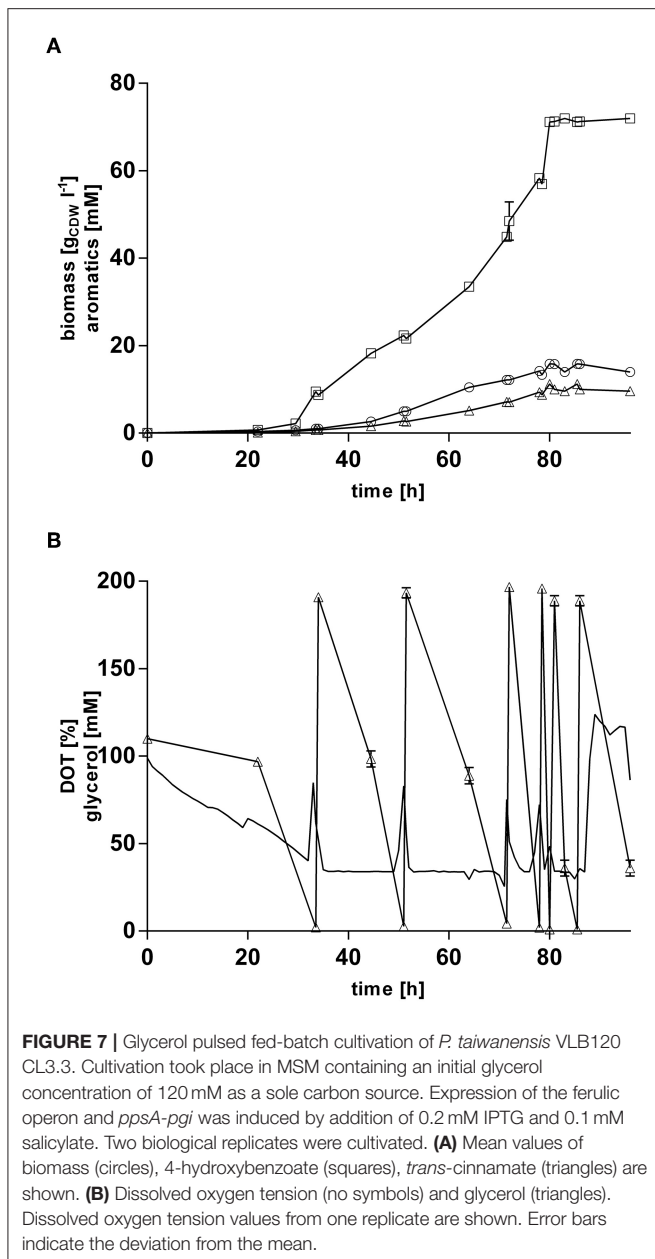 A
80
60
40
20
0
biomass [gCDW l-1]
aromatics [mM]
0 20 40 60 80
time [h]
B
200
150
100
50
0
DOT [%]
glycerol [mM]
0 20 40 60 80
time [h]
FIGURE 7 | Glycerol pulsed fed-batch cultivation of P. taiwanensis VLB120
CL3.3. Cultivation took place in MSM containing an initial glycerol
concentration of 120 mM as a sole carbon source. Expression of the ferulic
operon and ppsA-pgi was induced by addition of 0.2 mM IPTG and 0.1 mM
salicylate. Two biological replicates were cultivated. (A) Mean values of
biomass (circles), 4-hydroxybenzoate (squares), trans-cinnamate (triangles) are
shown. (B) Dissolved oxygen tension (no symbols) and glycerol (triangles).
Dissolved oxygen tension values from one replicate are shown. Error bars
indicate the deviation from the mean.